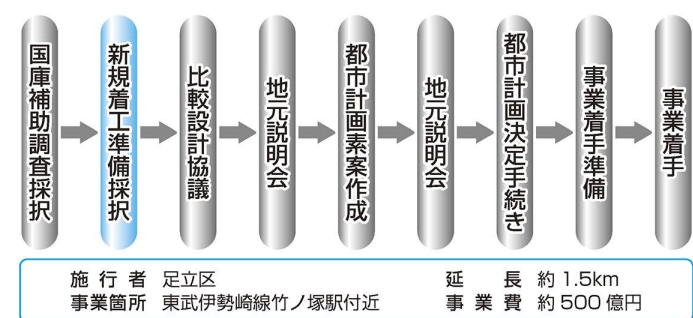 国庫補助調査採択
新規着工準備採択
比較設計協議
地元説明会
都市計画素案作成
地元説明会
都市計画決定手続き
事業着手準備
事業着手
施行者 足立区
事業箇所 東武伊勢崎線竹ノ塚駅付近
延長 約1.5km
事業費 約500億円